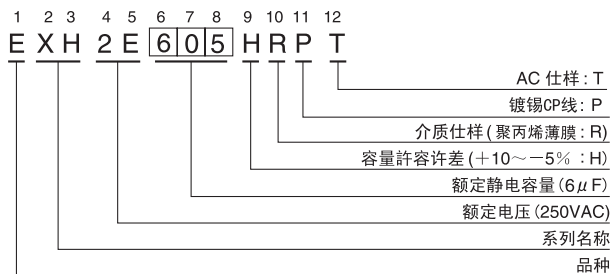 1 2 3 4 5 6 7 8 9 10 11 12
E X H 2 E 6 0 5 H R P T
AC 仕样：T
镀锡CP线：P
介质仕样(聚丙烯薄膜：R)
容量許容许差(＋10～－5%：H)
额定静电容量(6μF)
额定电压(250VAC)
系列名称
品种